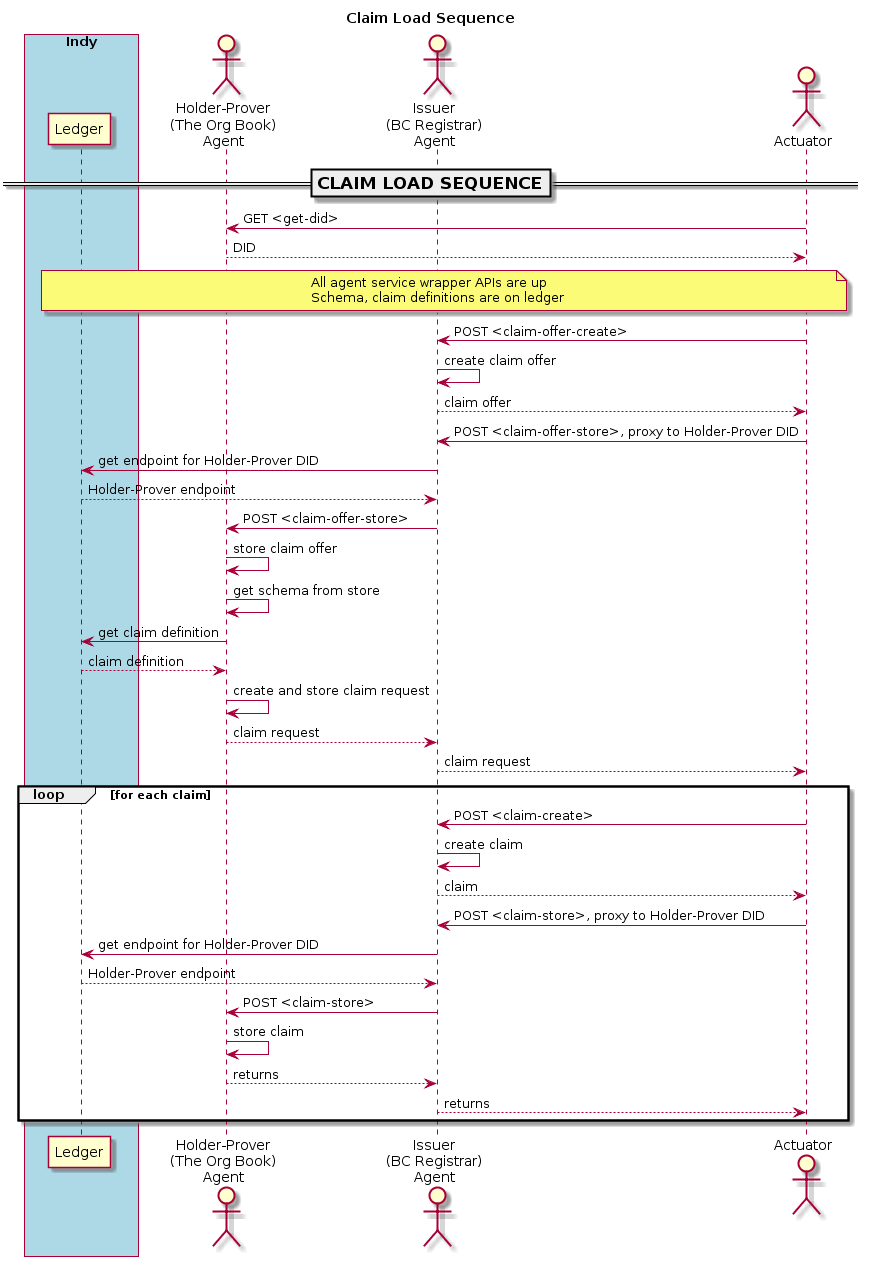 Claim Load Sequence
Indy
Ledger
Holder-Prover
(The Org Book)
Agent
Issuer
(BC Registrar)
Agent
Actuator
CLAIM LOAD SEQUENCE
GET <get-did>
DID
All agent service wrapper APIs are up
Schema, claim definitions are on ledger
POST <claim-offer-create>
create claim offer
claim offer
POST <claim-offer-store>, proxy to Holder-Prover DID
get endpoint for Holder-Prover DID
Holder-Prover endpoint
POST <claim-offer-store>
store claim offer
get schema from store
get claim definition
claim definition
create and store claim request
claim request
claim request
loop [for each claim]
POST <claim-create>
create claim
claim
POST <claim-store>, proxy to Holder-Prover DID
get endpoint for Holder-Prover DID
Holder-Prover endpoint
POST <claim-store>
store claim
returns
returns
Ledger
Holder-Prover
(The Org Book)
Agent
Issuer
(BC Registrar)
Agent
Actuator